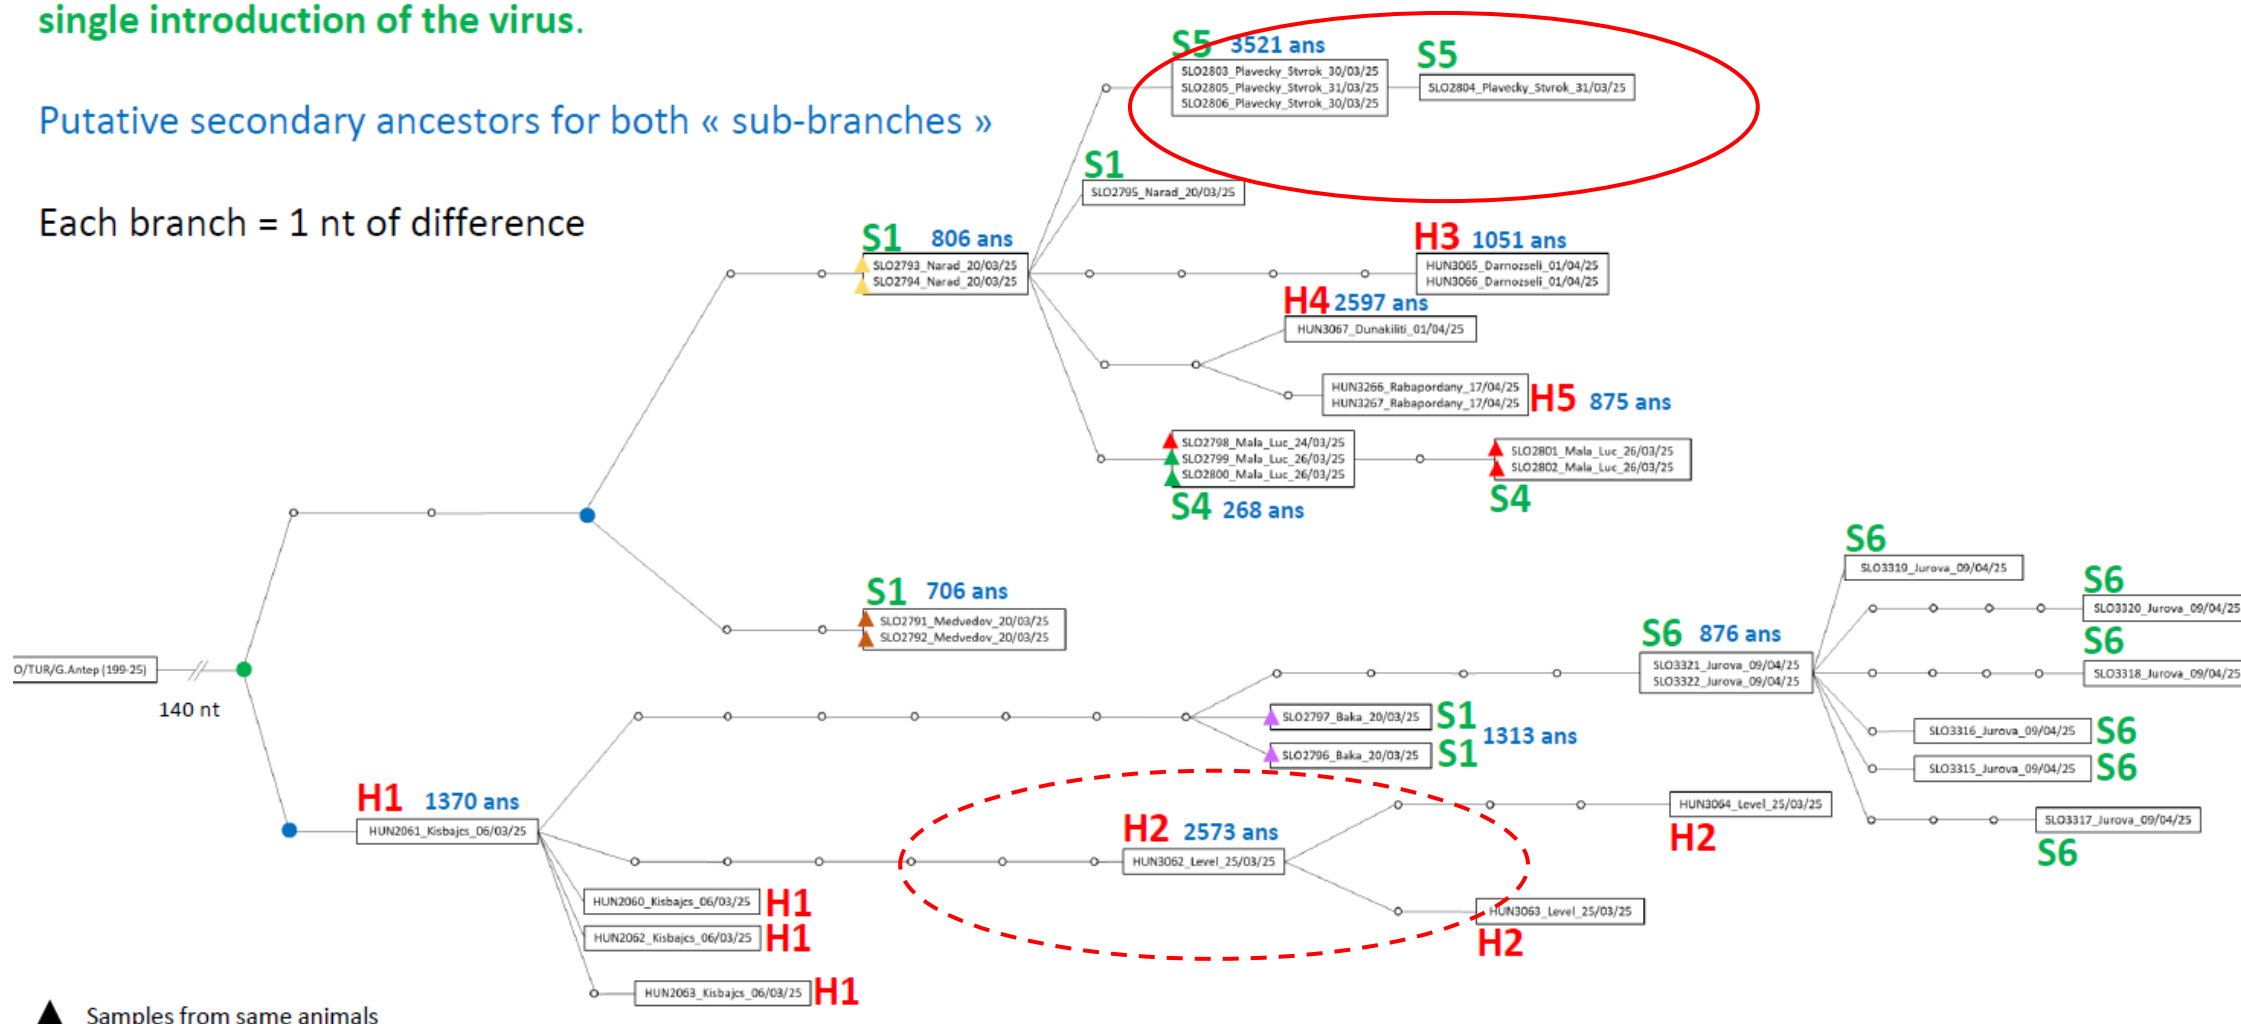 single introduction of the virus.
Putative secondary ancestors for both « sub-branches »
Each branch = 1 nt of difference
S5 3521 ans
SLO2803_Plavecky_Stvrok_30/03/25
SLO2805_Plavecky_Stvrok_31/03/25
SLO2806_Plavecky_Stvrok_30/03/25
S5
SLO2804_Plavecky_Stvrok_31/03/25
S1
SLO2795_Narad_20/03/25
S1 806 ans
SLO2793_Narad_20/03/25
SLO2794_Narad_20/03/25
H3 1051 ans
HUN3065_Darnozseli_01/04/25
HUN3066_Darnozseli_01/04/25
H4 2597 ans
HUN3067_Dunakiliti_01/04/25
HUN3266_Rabapordany_17/04/25
HUN3267_Rabapordany_17/04/25
H5 875 ans
SLO2798_Mala_Luc_24/03/25
SLO2799_Mala_Luc_26/03/25
SLO2800_Mala_Luc_26/03/25
S4 268 ans
SLO2801_Mala_Luc_26/03/25
SLO2802_Mala_Luc_26/03/25
S4
S1 706 ans
SLO2791_Medvedov_20/03/25
SLO2792_Medvedov_20/03/25
O/TUR/G.Antep (199-25)
140 nt
S6
SLO3319_Jurova_09/04/25
S6
SLO3320_Jurova_09/04/25
S6 876 ans
SLO3321_Jurova_09/04/25
SLO3322_Jurova_09/04/25
S6
SLO3318_Jurova_09/04/25
SLO3316_Jurova_09/04/25 S6
SLO3315_Jurova_09/04/25 S6
SLO3317_Jurova_09/04/25
S6
SLO2797_Baka_20/03/25 S1
1313 ans
SLO2796_Baka_20/03/25 S1
H1 1370 ans
HUN2061_Kisbajcs_06/03/25
H2 2573 ans
HUN3062_Level_25/03/25
HUN3064_Level_25/03/25
H2
HUN3063_Level_25/03/25
H2
HUN2060_Kisbajcs_06/03/25 H1
HUN2062_Kisbajcs_06/03/25 H1
HUN2063_Kisbajcs_06/03/25 H1
Samples from same animals